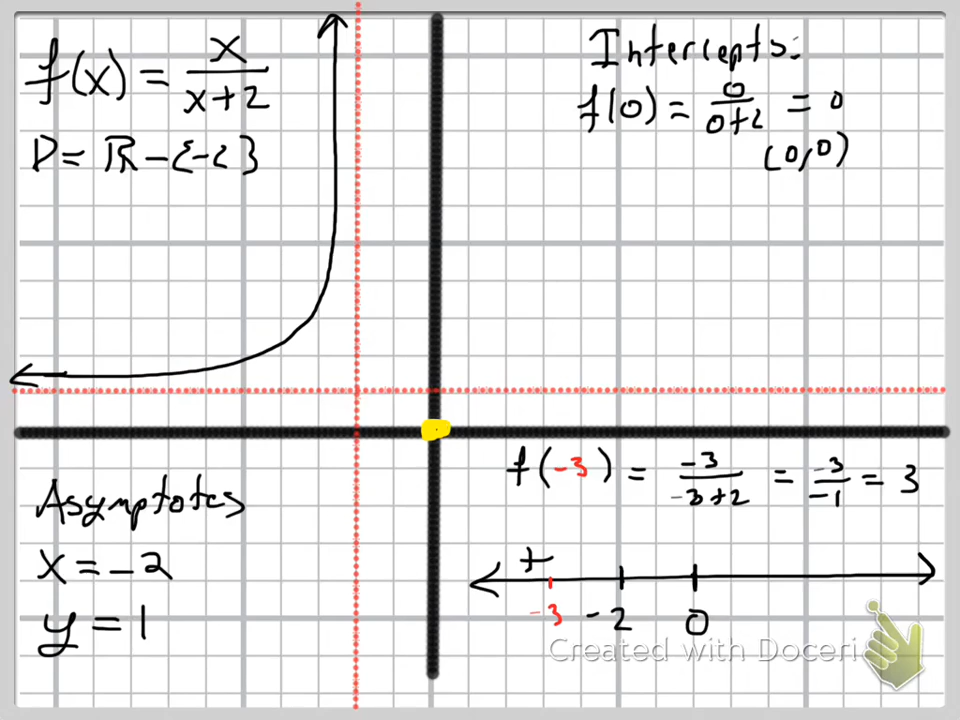 f(x) = x/(x+2)
D = ℝ - {-2}
Intercepts:
f(0) = 0/(0+2) = 0
(0,0)
f(-3) = -3/(-3+2) = -3/-1 = 3
Asymptotes
x = -2
y = 1
+
-3 -2 0
Created with Doceri